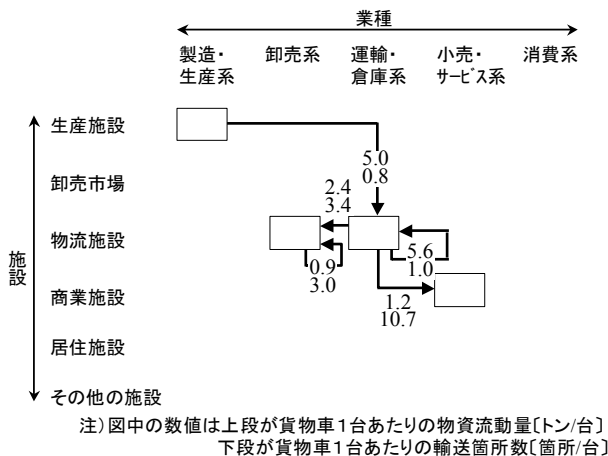 業種
製造・
生産系
卸売系
運輸・
倉庫系
小売・
サービス系
消費系
施設
生産施設
卸売市場
物流施設
商業施設
居住施設
その他の施設
5.0
0.8
2.4
3.4
5.6
1.0
0.9
3.0
1.2
10.7
注）図中の数値は上段が貨物車１台あたりの物資流動量〔トン/台〕
下段が貨物車１台あたりの輸送箇所数〔箇所/台〕